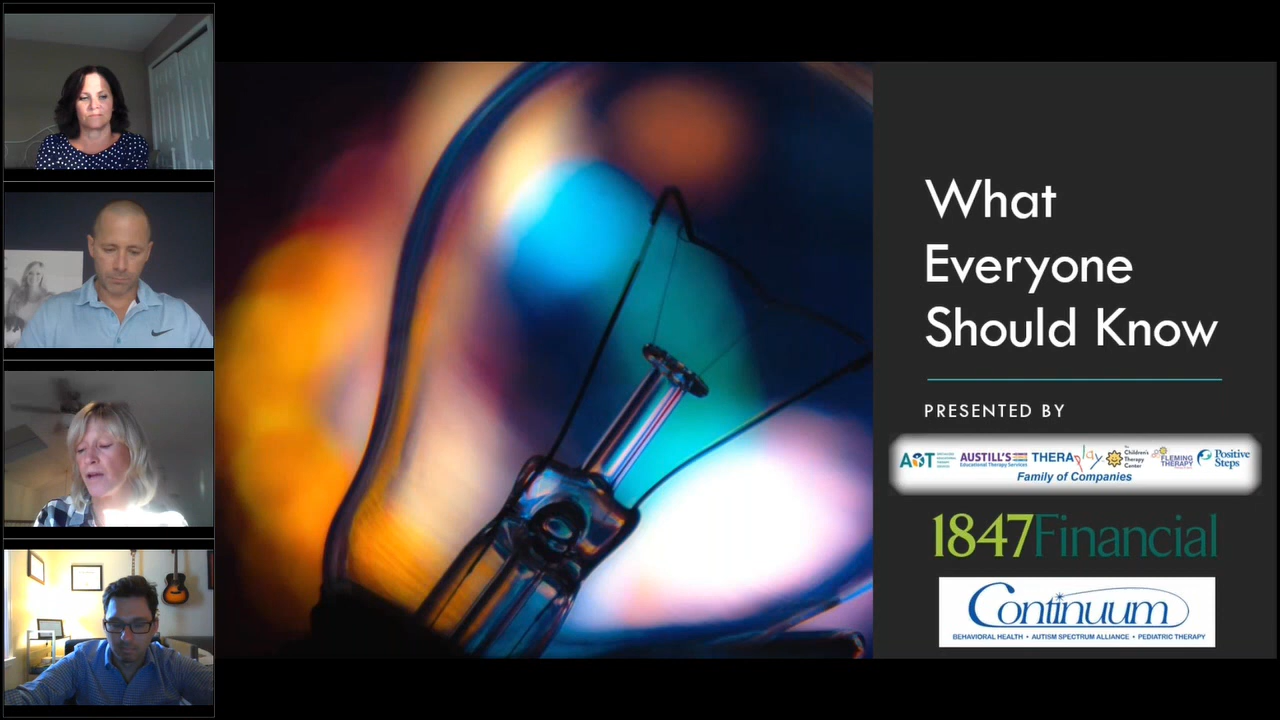 What
Everyone
Should Know
PRESENTED BY
AOT AUSTILL'S THERAplay The Children's Therapy Center FLEMING THERAPY Positive Steps
Educational Therapy Services
Family of Companies
1847Financial
Continuum
BEHAVIORAL HEALTH • AUTISM SPECTRUM ALLIANCE • PEDIATRIC THERAPY